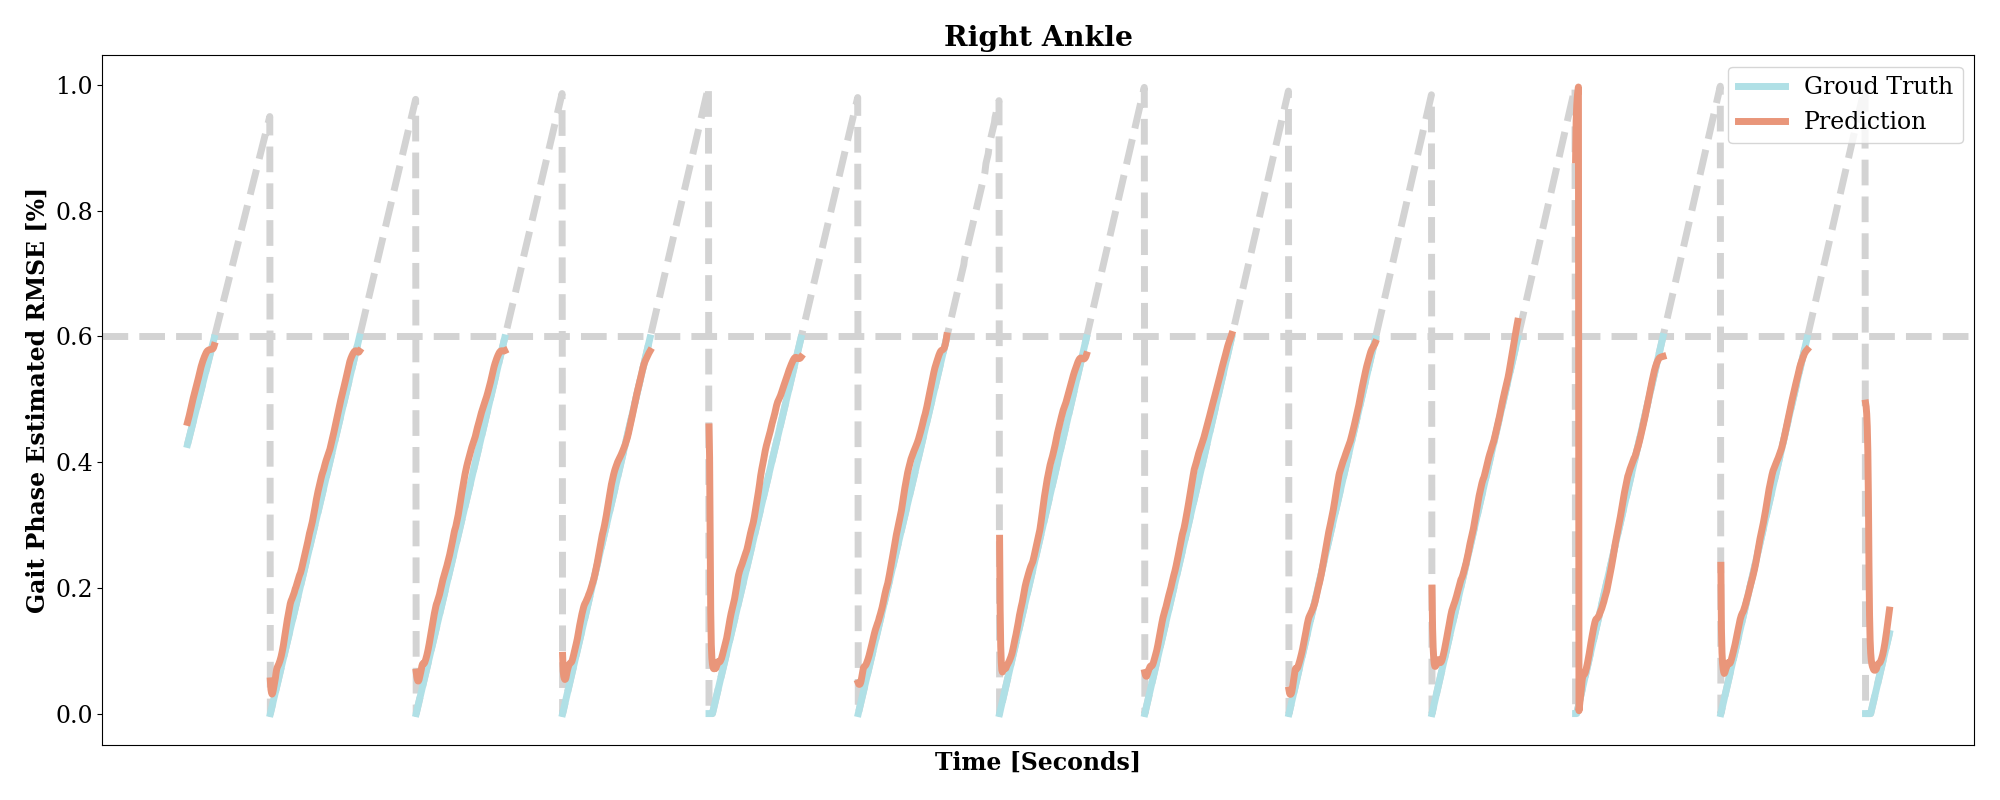 Right Ankle
Groud Truth
Prediction
Gait Phase Estimated RMSE [%]
1.0
0.8
0.6
0.4
0.2
0.0
Time [Seconds]